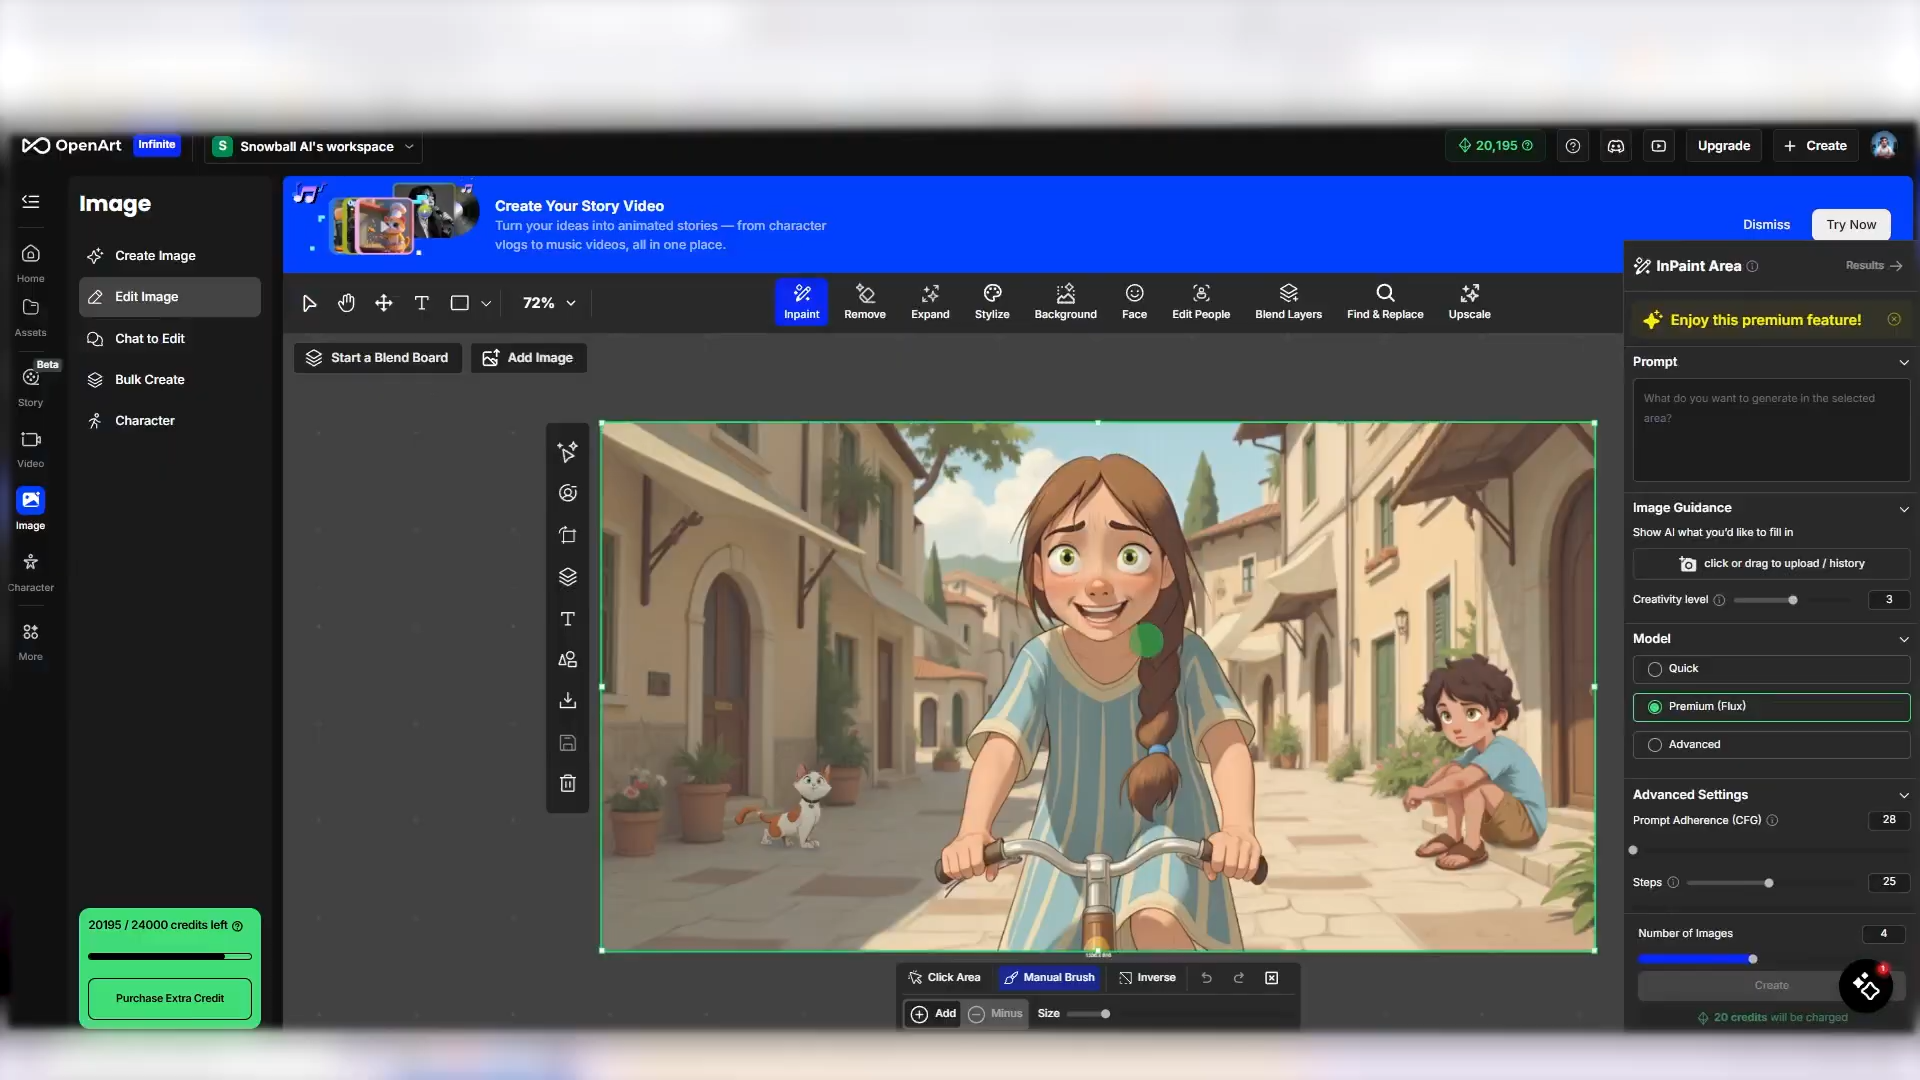 OpenArt
Infinite
S
Snowball AI's workspace
20,195
Upgrade
Create
Image
Create Image
Edit Image
Chat to Edit
Bulk Create
Character
Home
Assets
Beta
Story
Video
Image
Character
More
20195 / 24000 credits left
Purchase Extra Credit
Create Your Story Video
Turn your ideas into animated stories — from character
vlogs to music videos, all in one place.
Dismiss
Try Now
72%
Inpaint
Remove
Expand
Stylize
Background
Face
Edit People
Blend Layers
Find & Replace
Upscale
Start a Blend Board
Add Image
Click Area
Manual Brush
Inverse
Add
Minus
Size
InPaint Area
Results
Enjoy this premium feature!
Prompt
What do you want to generate in the selected
area?
Image Guidance
Show AI what you'd like to fill in
click or drag to upload / history
Creativity level
3
Model
Quick
Premium (Flux)
Advanced
Advanced Settings
Prompt Adherence (CFG)
28
Steps
25
Number of Images
4
Create
1
20 credits will be charged